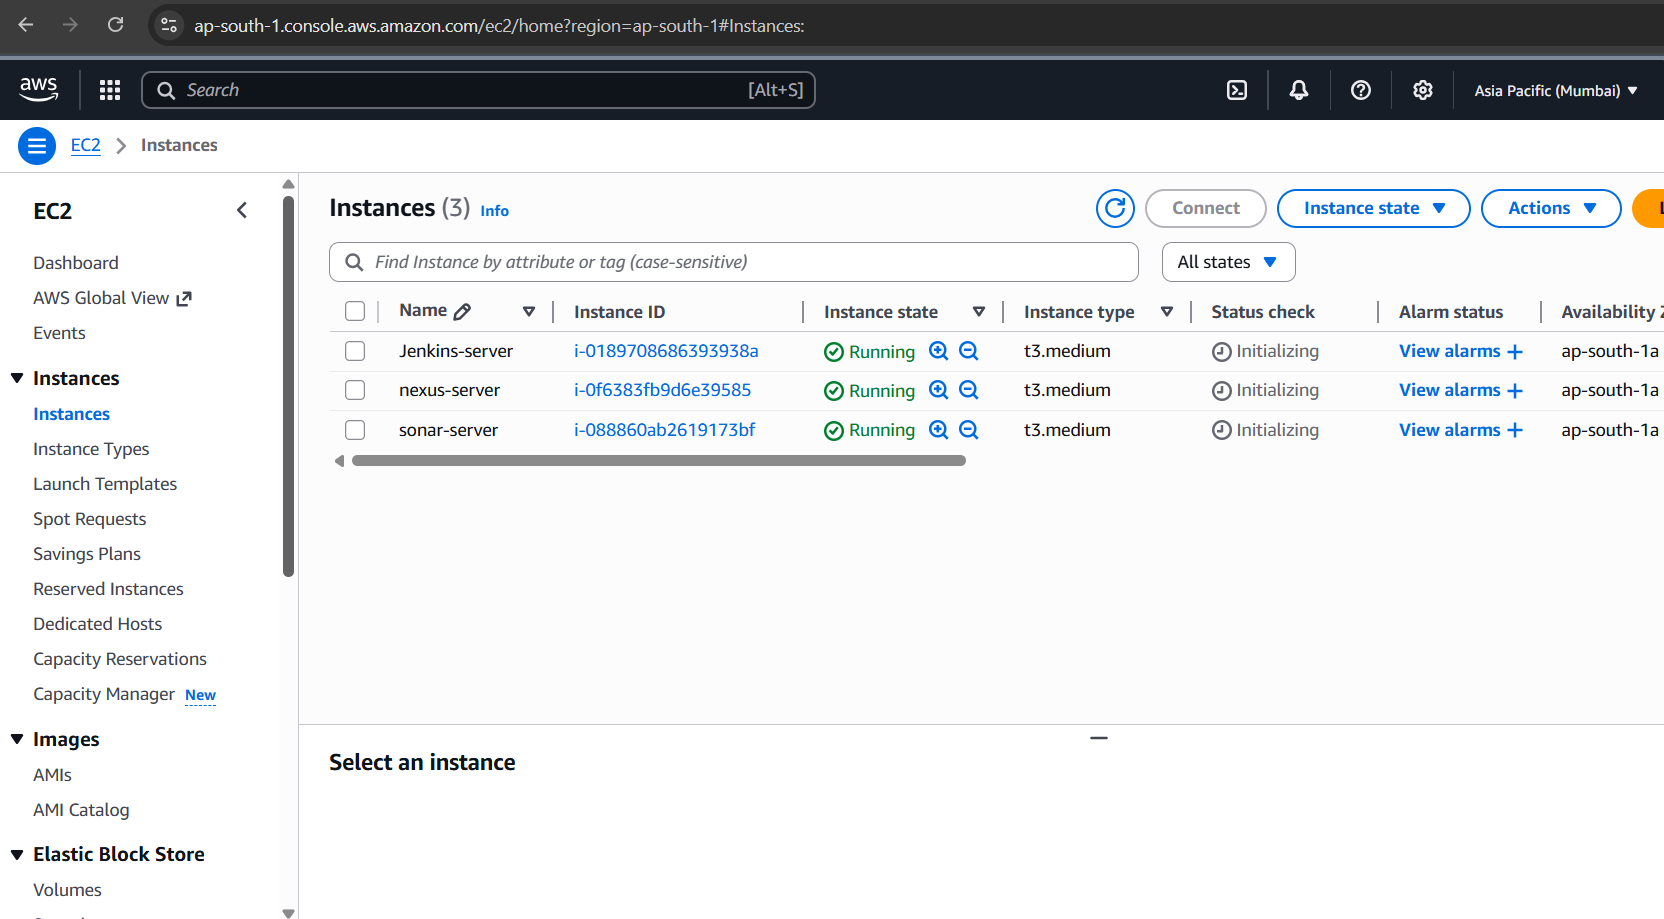 ap-south-1.console.aws.amazon.com/ec2/home?region=ap-south-1#Instances:
aws Search [Alt+S] Asia Pacific (Mumbai)
EC2 Instances
EC2
Dashboard
AWS Global View
Events
Instances
Instances
Instance Types
Launch Templates
Spot Requests
Savings Plans
Reserved Instances
Dedicated Hosts
Capacity Reservations
Capacity Manager New
Images
AMIs
AMI Catalog
Elastic Block Store
Volumes
Instances (3) Info Connect Instance state Actions
Find Instance by attribute or tag (case-sensitive) All states
Name Instance ID Instance state Instance type Status check Alarm status Availability Z
Jenkins-server i-0189708686393938a Running t3.medium Initializing View alarms + ap-south-1a
nexus-server i-0f6383fb9d6e39585 Running t3.medium Initializing View alarms + ap-south-1a
sonar-server i-088860ab2619173bf Running t3.medium Initializing View alarms + ap-south-1a
Select an instance